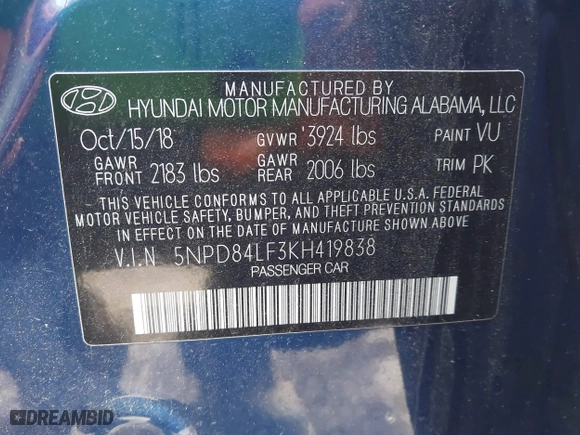 MANUFACTURED BY
HYUNDAI MOTOR MANUFACTURING ALABAMA, LLC
Oct/15/18 GVWR 3924 lbs PAINT VU
GAWR FRONT 2183 lbs GAWR REAR 2006 lbs TRIM PK
THIS VEHICLE CONFORMS TO ALL APPLICABLE U.S.A. FEDERAL
MOTOR VEHICLE SAFETY, BUMPER, AND THEFT PREVENTION STANDARDS
IN EFFECT ON THE DATE OF MANUFACTURE SHOWN ABOVE
V.I.N 5NPD84LF3KH419838
PASSENGER CAR
DREAMBID